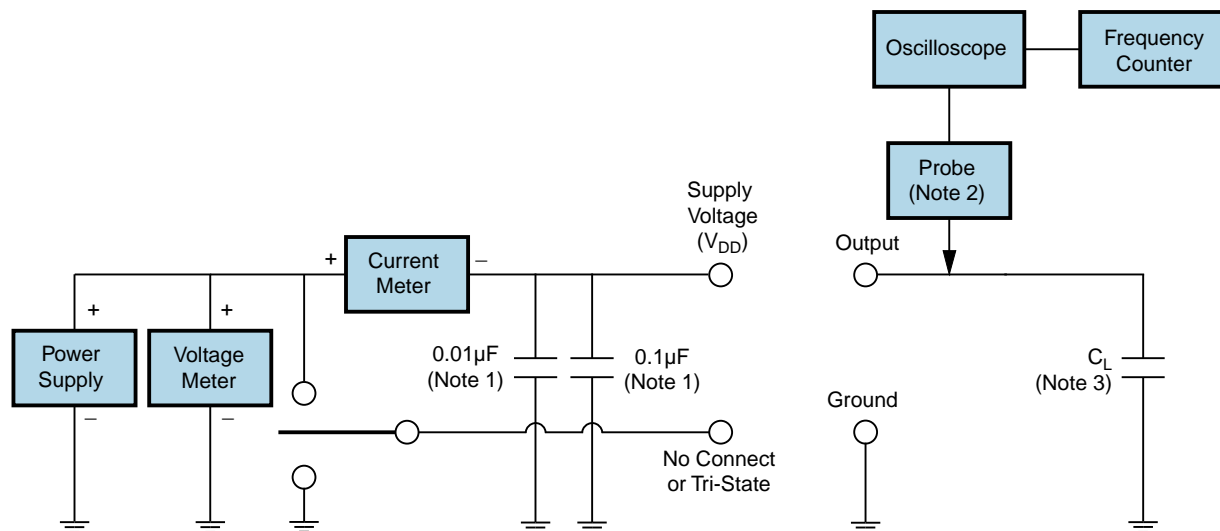 Oscilloscope
Frequency
Counter
Probe
(Note 2)
Supply
Voltage
(VDD)
Output
+
Current
Meter
–
+
+
Power
Supply
Voltage
Meter
0.01µF
(Note 1)
0.1µF
(Note 1)
CL
(Note 3)
–
–
Ground
No Connect
or Tri-State